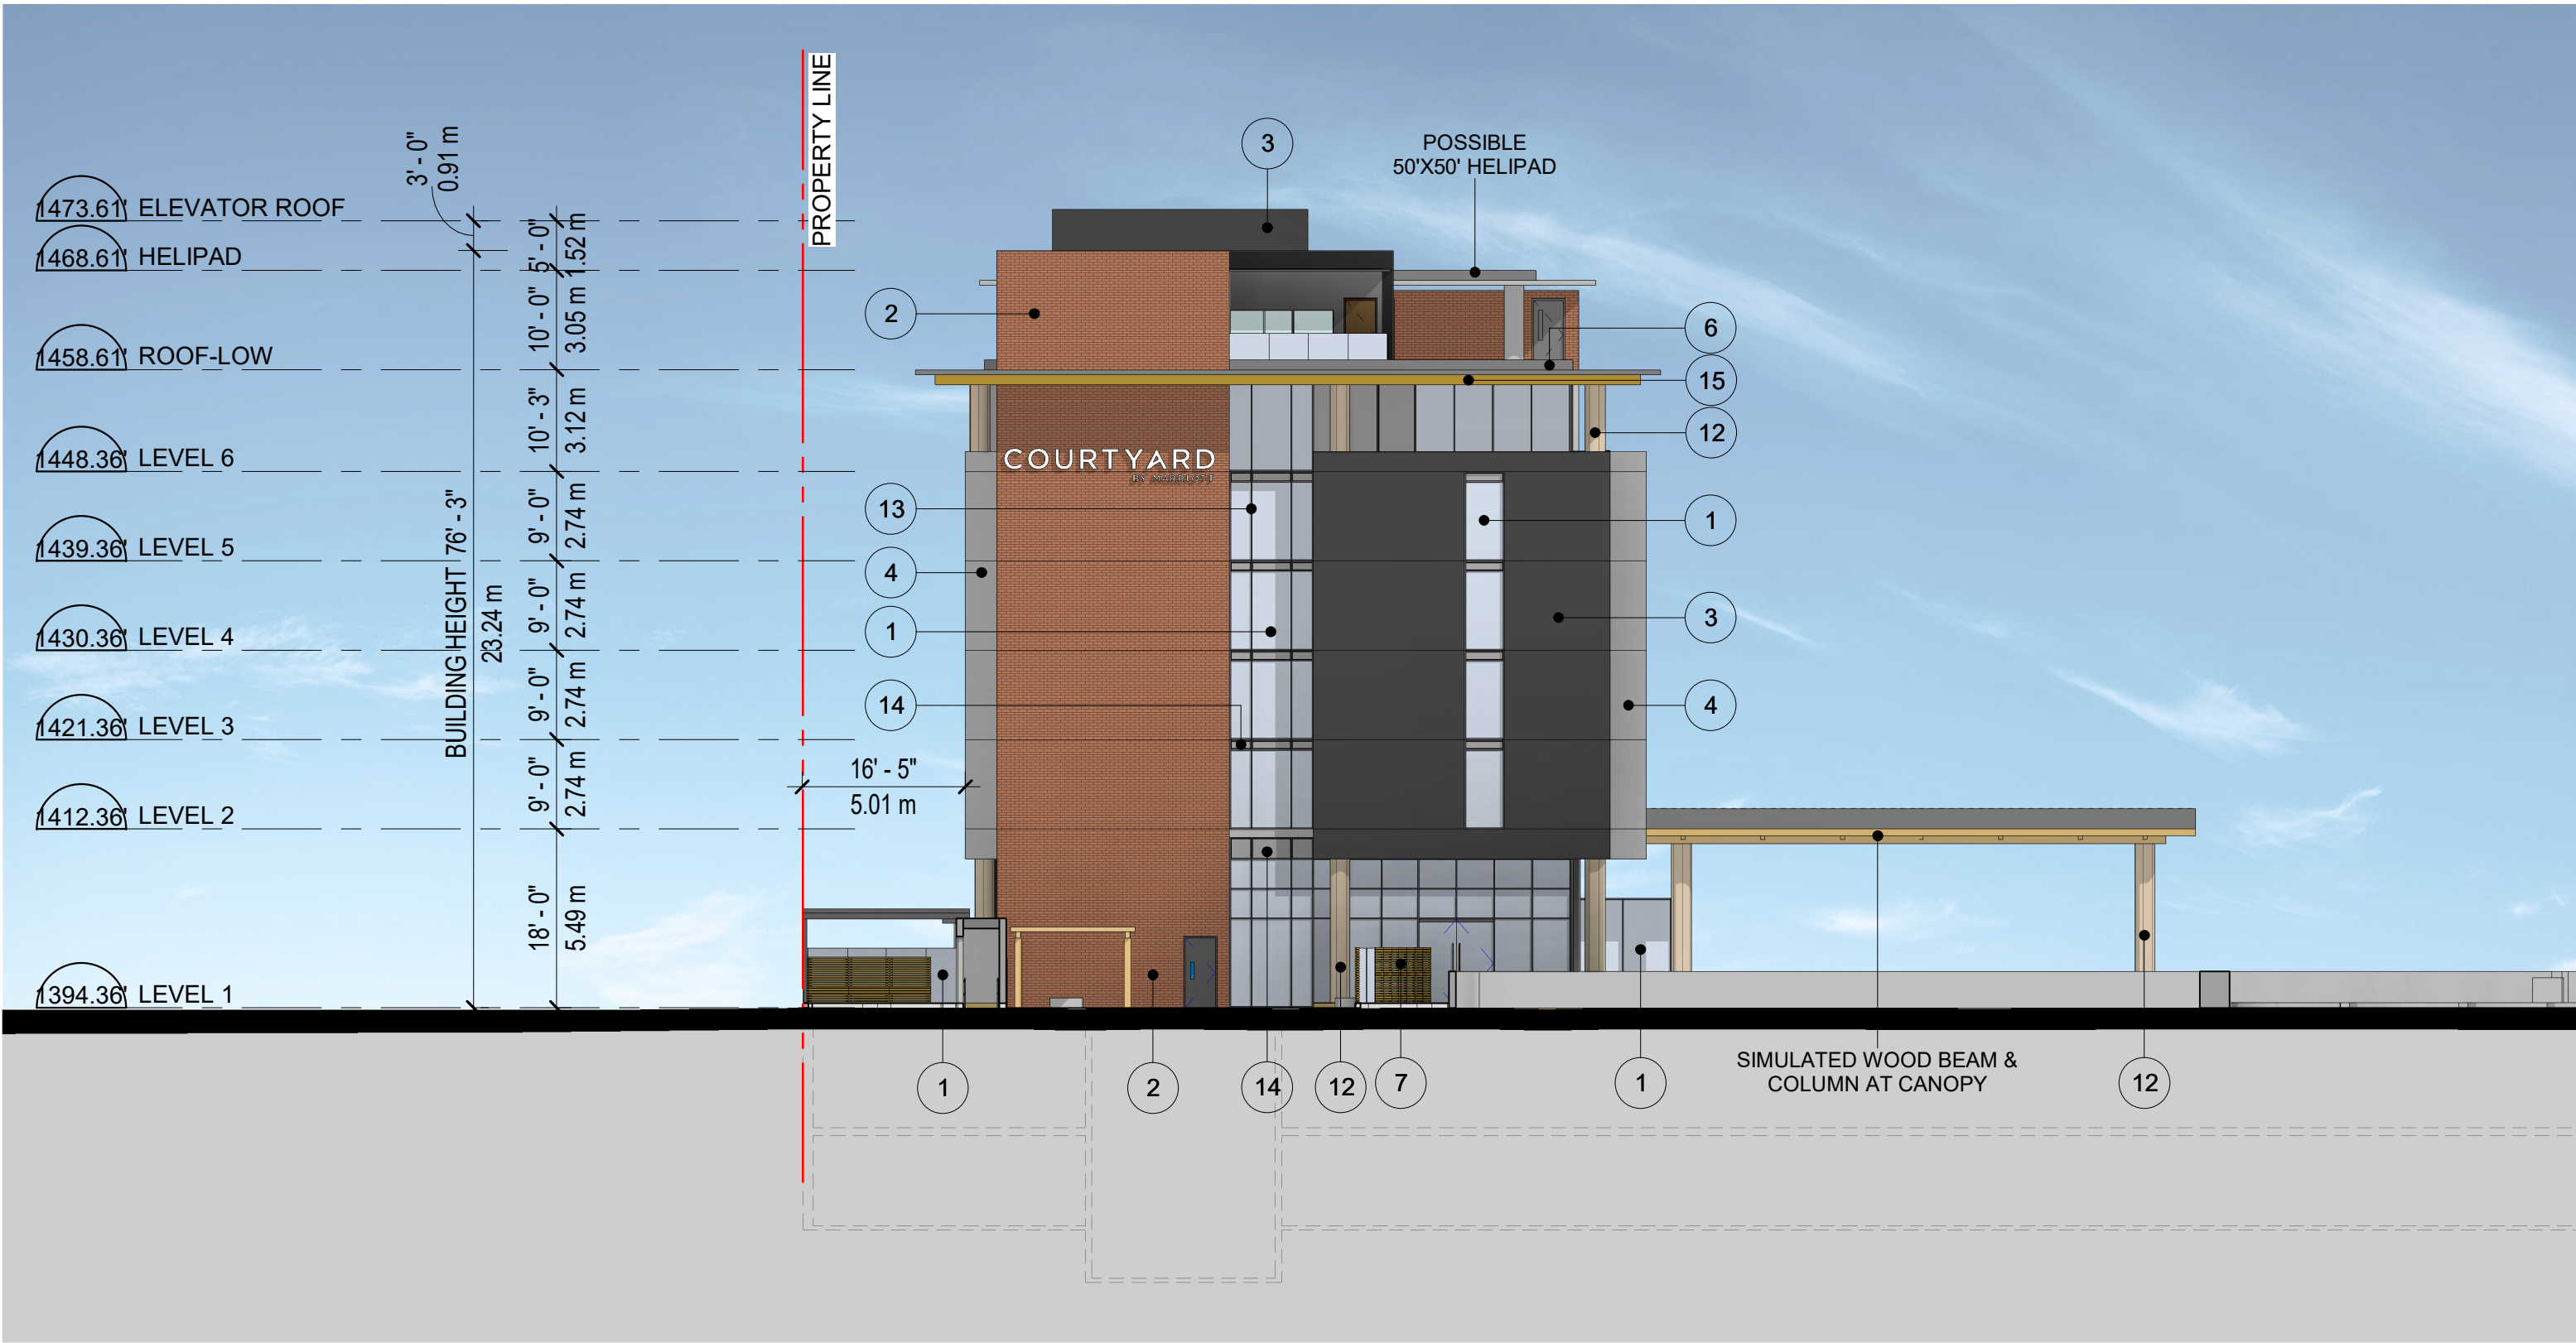 PROPERTY LINE
3' - 0"
0.91 m
3
POSSIBLE
50'X50' HELIPAD
1473.61' ELEVATOR ROOF
5' - 0"
1.52 m
1468.61' HELIPAD
10' - 0"
3.05 m
2
6
1458.61' ROOF-LOW
15
10' - 3"
3.12 m
12
1448.36' LEVEL 6
COURTYARD
BY MARRIOTT
9' - 0"
2.74 m
13
1
1439.36' LEVEL 5
BUILDING HEIGHT 76' - 3"
23.24 m
4
9' - 0"
2.74 m
1
3
1430.36' LEVEL 4
9' - 0"
2.74 m
14
4
1421.36' LEVEL 3
16' - 5"
5.01 m
9' - 0"
2.74 m
1412.36' LEVEL 2
18' - 0"
5.49 m
1394.36' LEVEL 1
1
2
14
12
7
1
SIMULATED WOOD BEAM &
COLUMN AT CANOPY
12